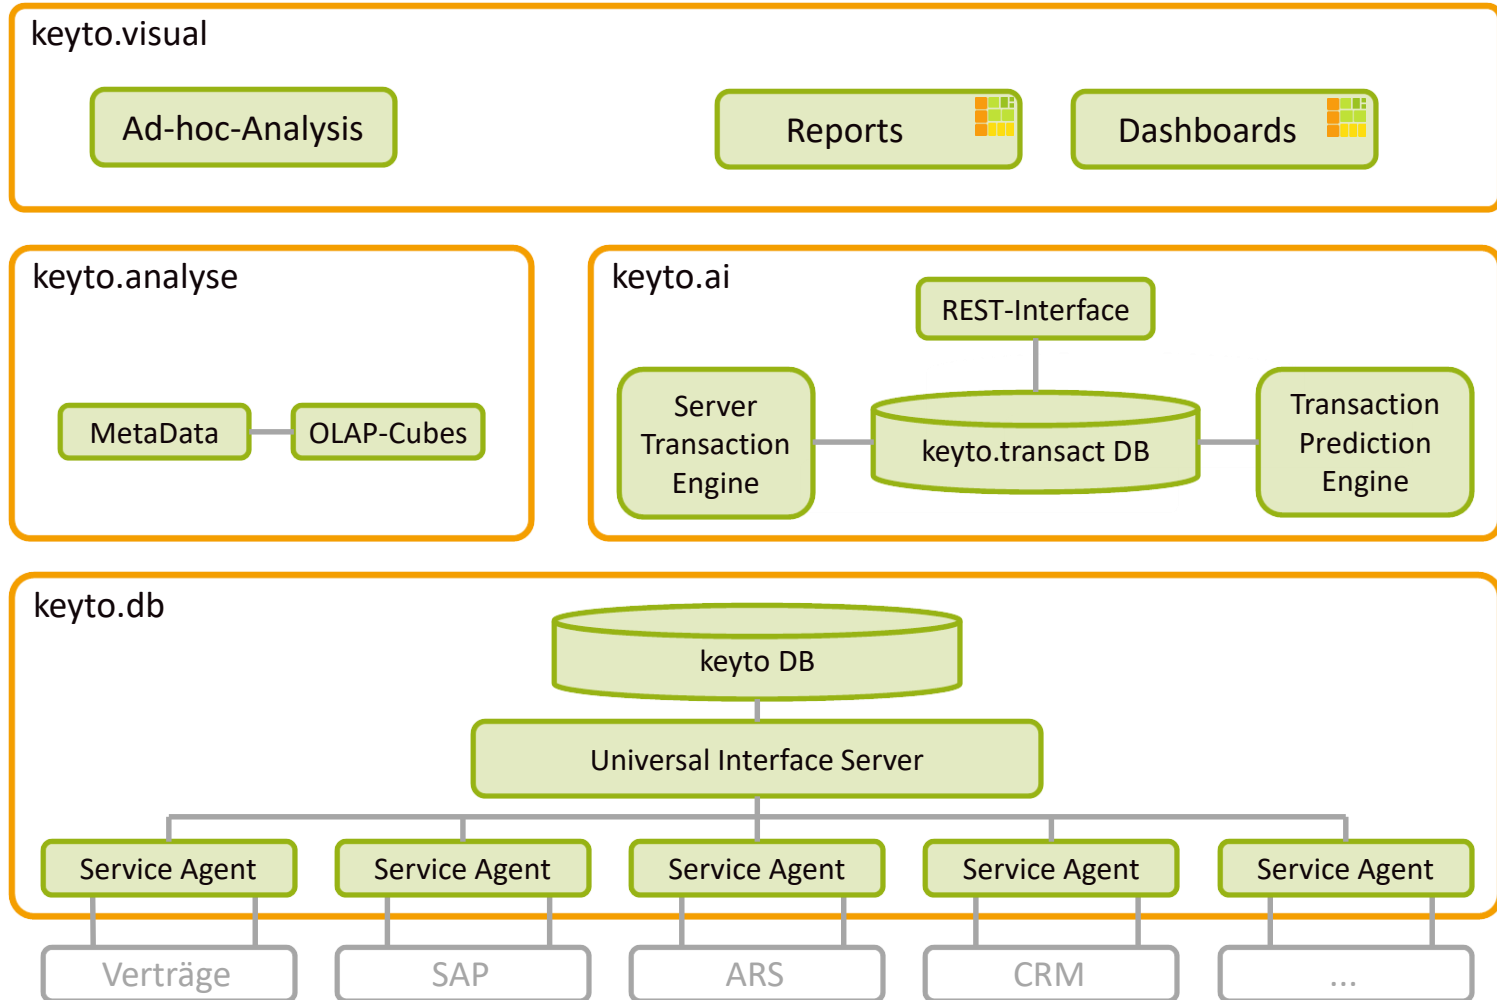 keyto.visual
Ad-hoc-Analysis
Reports
Dashboards
keyto.analyse
MetaData
OLAP-Cubes
keyto.ai
REST-Interface
Server
Transaction
Engine
keyto.transact DB
Transaction
Prediction
Engine
keyto.db
keyto DB
Universal Interface Server
Service Agent
Service Agent
Service Agent
Service Agent
Service Agent
Verträge
SAP
ARS
CRM
...